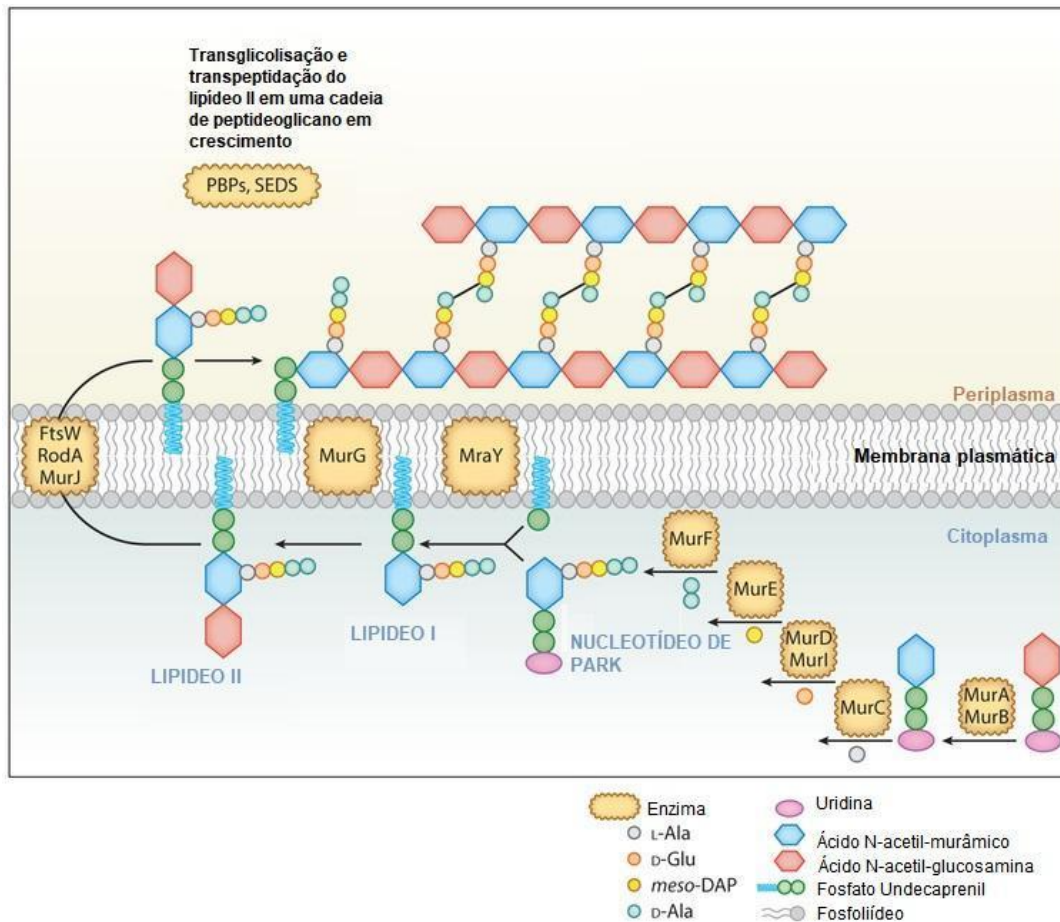 Transglicolisação e
transpeptidação do
lipídeo II em uma cadeia
de peptideoglicano em
crescimento
PBPs, SEDS
Periplasma
FtsW
RodA
MurJ
MurG
MraY
Membrana plasmática
Citoplasma
MurF
MurE
LIPIDEO I
NUCLEOTÍDEO DE
PARK
MurD
MurI
LIPIDEO II
MurC
MurA
MurB
Enzima
L-Ala
D-Glu
meso-DAP
D-Ala
Uridina
Ácido N-acetil-murâmico
Ácido N-acetil-glucosamina
Fosfato Undecaprenil
Fosfoliídeo